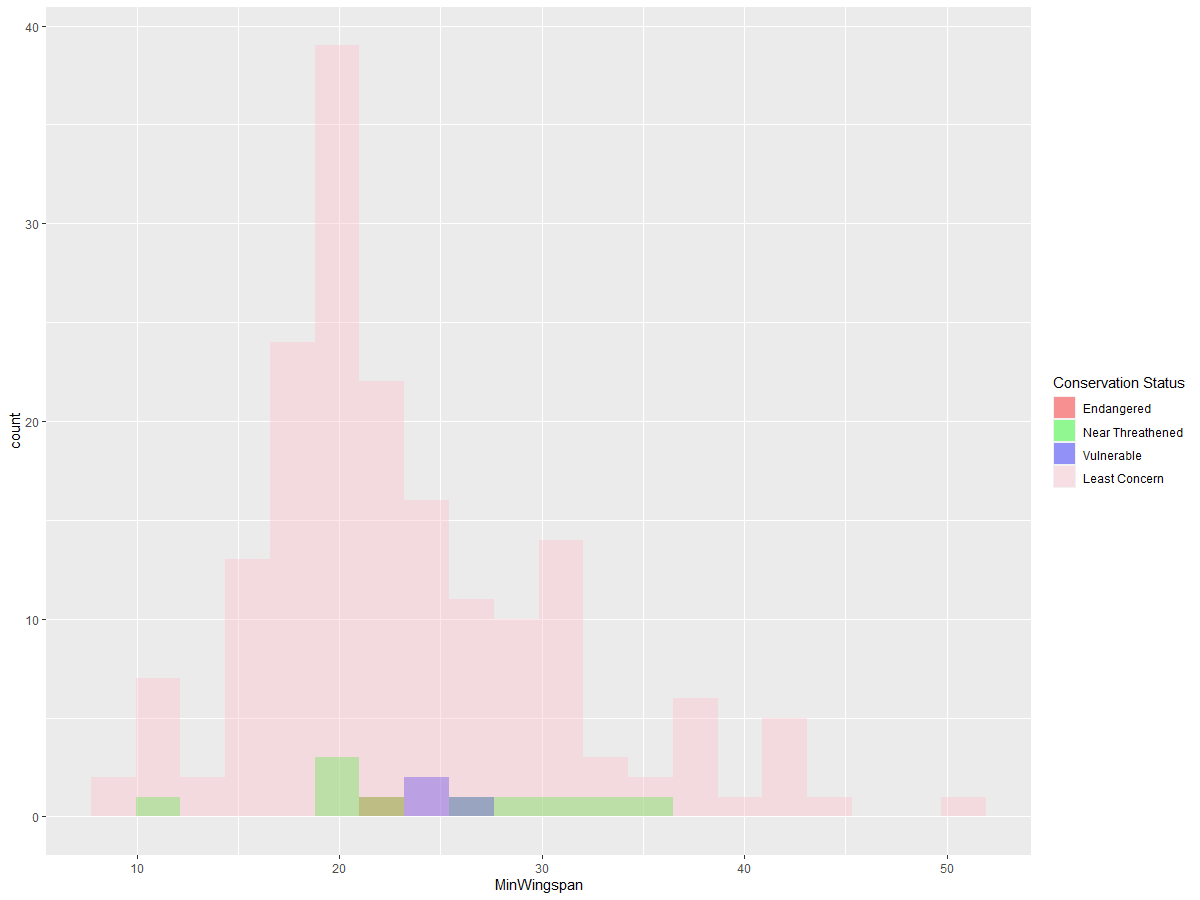 40
30
20
10
0
count
10
20
30
40
50
MinWingspan
Conservation Status
Endangered
Near Threathened
Vulnerable
Least Concern